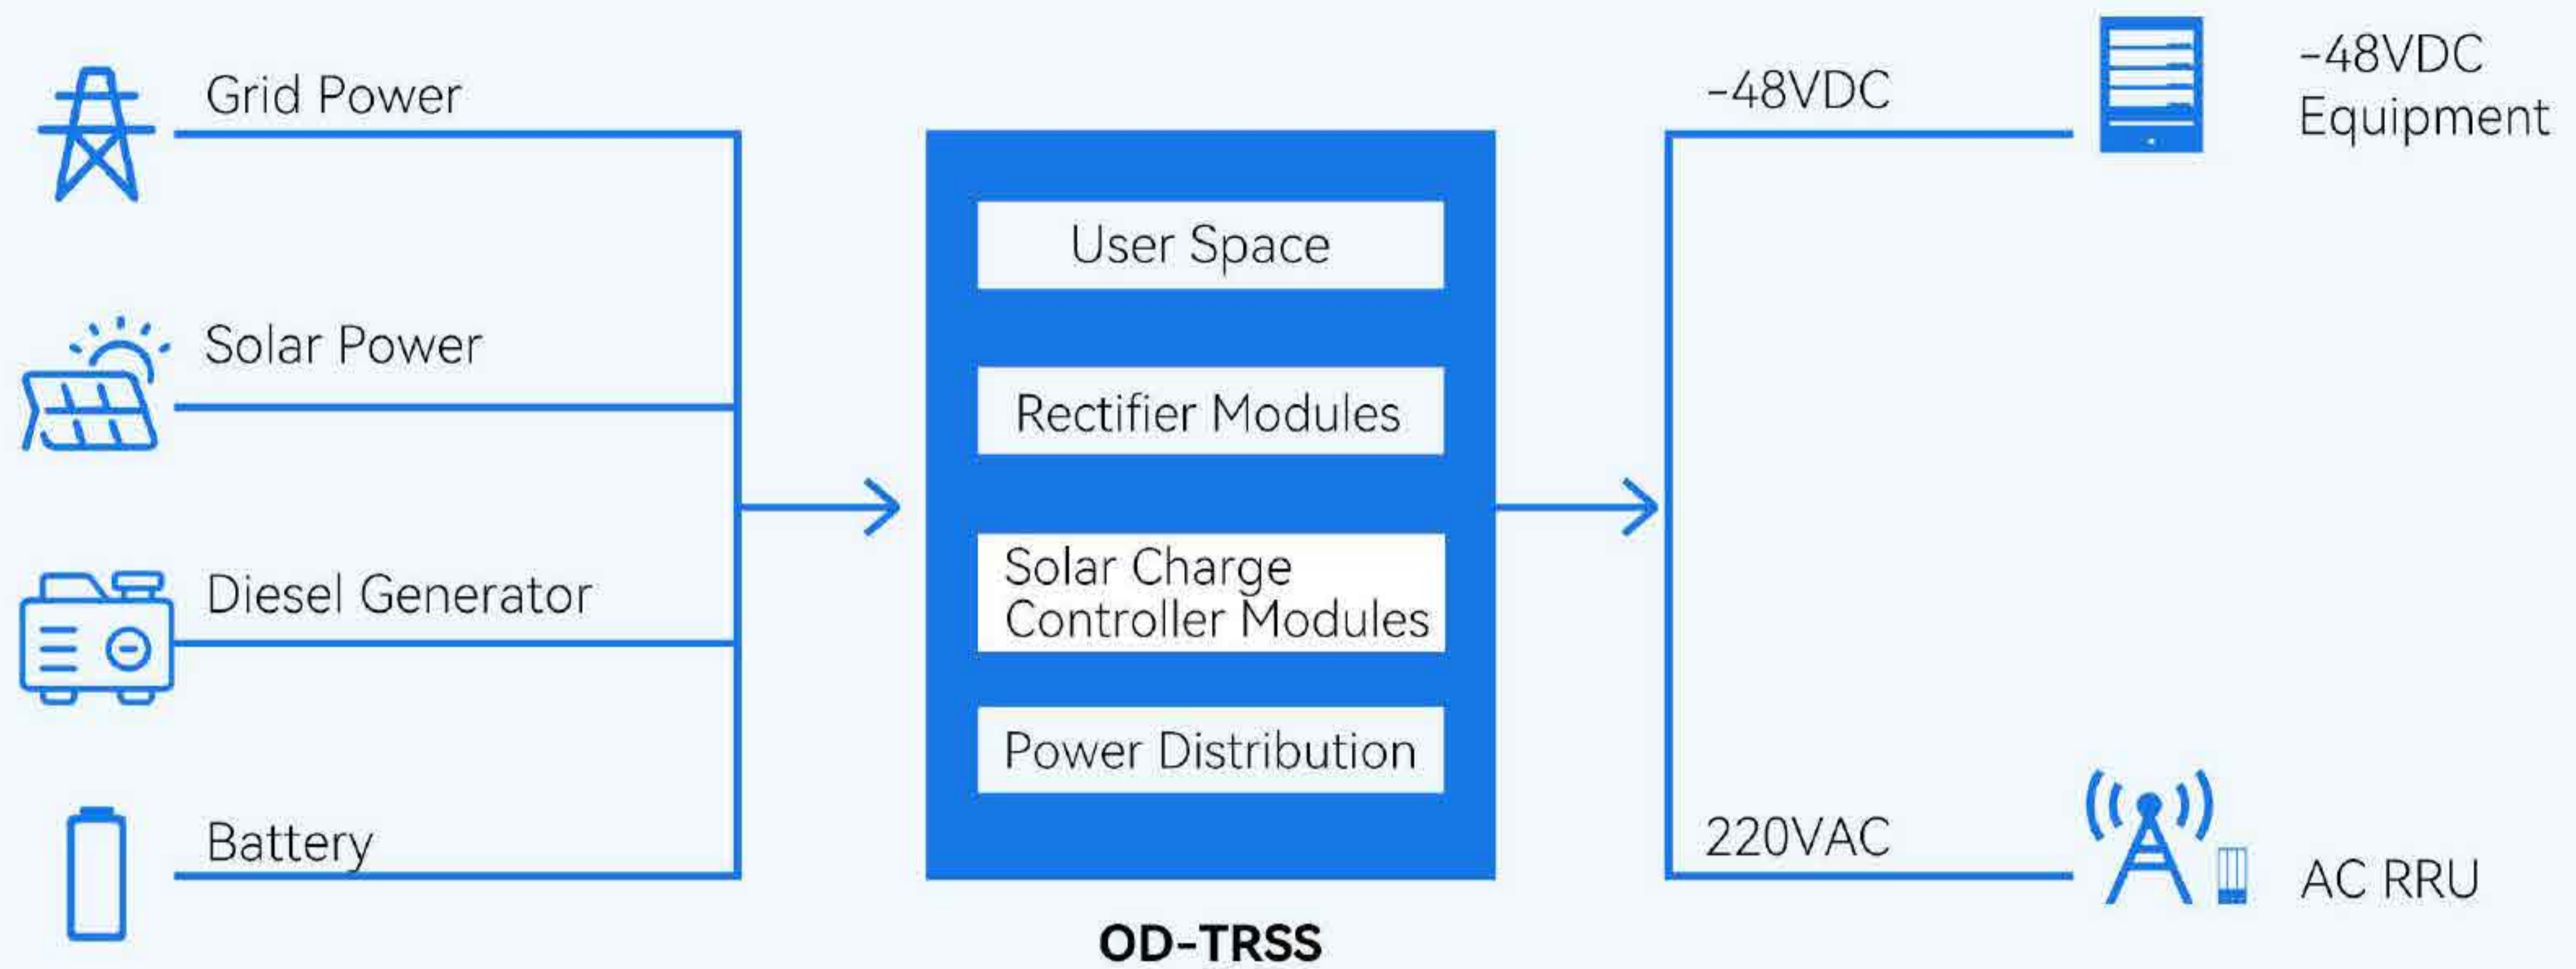 Grid Power
Solar Power
Diesel Generator
Battery
User Space
Rectifier Modules
Solar Charge
Controller Modules
Power Distribution
OD-TRSS
-48VDC
-48VDC
Equipment
220VAC
AC RRU